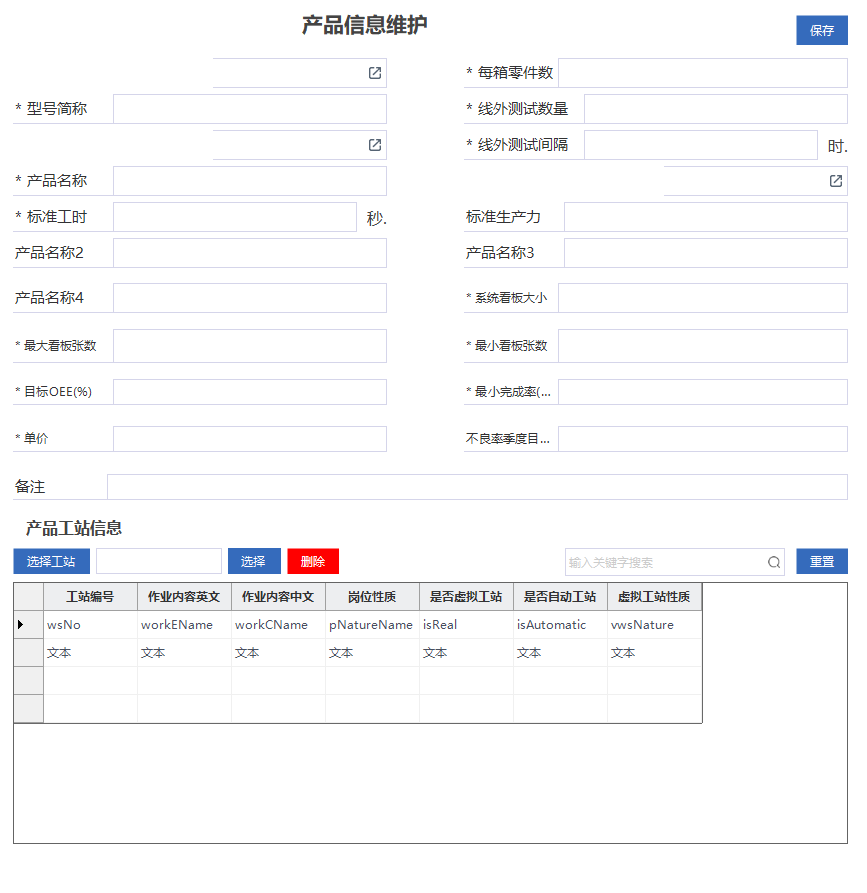 产品信息维护
保存
* 每箱零件数
* 型号简称
* 线外测试数量
* 线外测试间隔 时.
* 产品名称
* 标准工时 秒.
标准生产力
产品名称2
产品名称3
产品名称4
* 系统看板大小
* 最大看板张数
* 最小看板张数
* 目标OEE(%)
* 最小完成率(...
* 单价
不良率季度目...
备注
产品工站信息
选择工站 选择 删除 输入关键字搜索 重置
工站编号 作业内容英文 作业内容中文 岗位性质 是否虚拟工站 是否自动工站 虚拟工站性质
wsNo workEName workCName pNatureName isReal isAutomatic vwsNature
文本 文本 文本 文本 文本 文本 文本